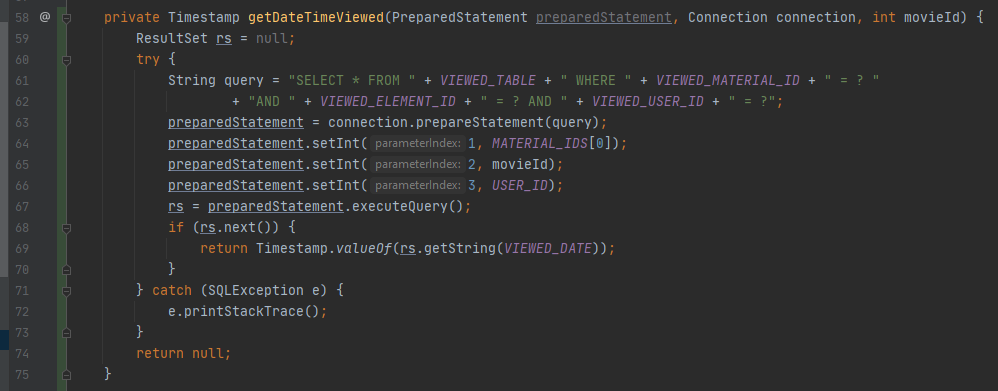 58 @ private Timestamp getDateTimeViewed(PreparedStatement preparedStatement, Connection connection, int movieId) {
59 ResultSet rs = null;
60 try {
61 String query = "SELECT * FROM " + VIEWED_TABLE + " WHERE " + VIEWED_MATERIAL_ID + " = ? "
62 + "AND " + VIEWED_ELEMENT_ID + " = ? AND " + VIEWED_USER_ID + " = ?";
63 preparedStatement = connection.prepareStatement(query);
64 preparedStatement.setInt( parameterIndex: 1, MATERIAL_IDS[0]);
65 preparedStatement.setInt( parameterIndex: 2, movieId);
66 preparedStatement.setInt( parameterIndex: 3, USER_ID);
67 rs = preparedStatement.executeQuery();
68 if (rs.next()) {
69 return Timestamp.valueOf(rs.getString(VIEWED_DATE));
70 }
71 } catch (SQLException e) {
72 e.printStackTrace();
73 }
74 return null;
75 }